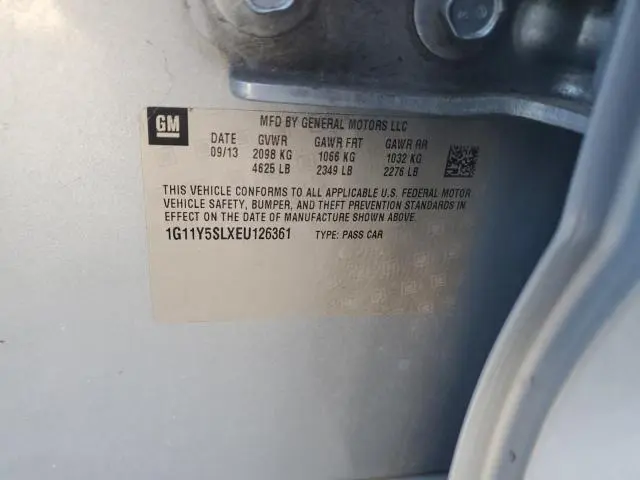 GM
MFD BY GENERAL MOTORS LLC
DATE GVWR GAWR FRT GAWR RR
09/13 2098 KG 1066 KG 1032 KG
4625 LB 2349 LB 2276 LB
THIS VEHICLE CONFORMS TO ALL APPLICABLE U.S. FEDERAL MOTOR
VEHICLE SAFETY, BUMPER, AND THEFT PREVENTION STANDARDS IN
EFFECT ON THE DATE OF MANUFACTURE SHOWN ABOVE.
1G11Y5SLXEU126361 TYPE: PASS CAR